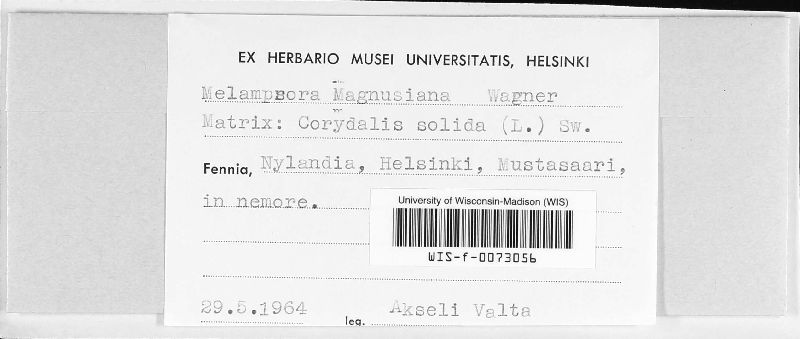 EX HERBARIO MUSEI UNIVERSITATIS, HELSINKI
Melampsora Magnusiana Wagner
Matrix: Corydalis solida (L.) Sw.
Fennia, Nylandia, Helsinki, Mustasaari,
in nemore.
University of Wisconsin-Madison (WIS)
WIS-f-0073056
29.5.1964 leg. Akseli Valta